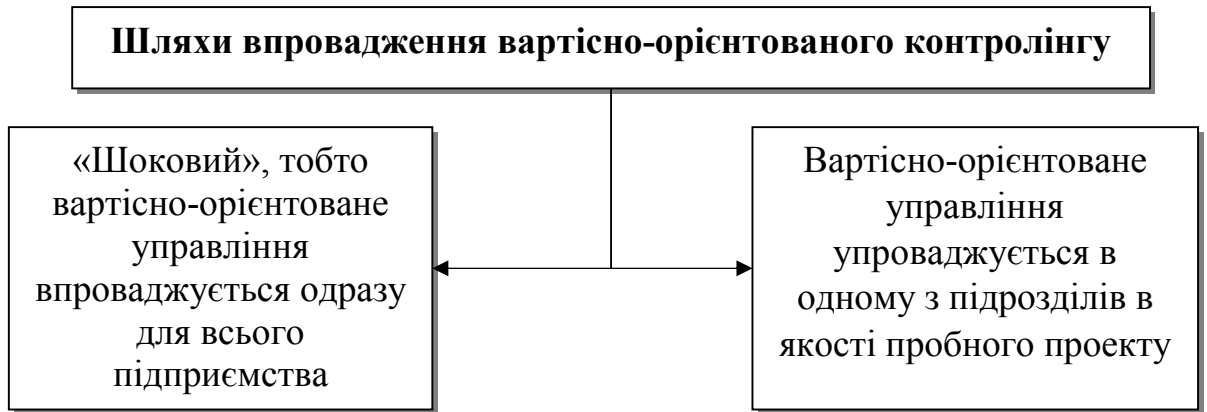 Шляхи впровадження вартісно-орієнтованого контролінгу
«Шоковий», тобто
вартісно-орієнтоване
управління
впроваджується одразу
для всього
підприємства
Вартісно-орієнтоване
управління
упроваджується в
одному з підрозділів в
якості пробного проекту